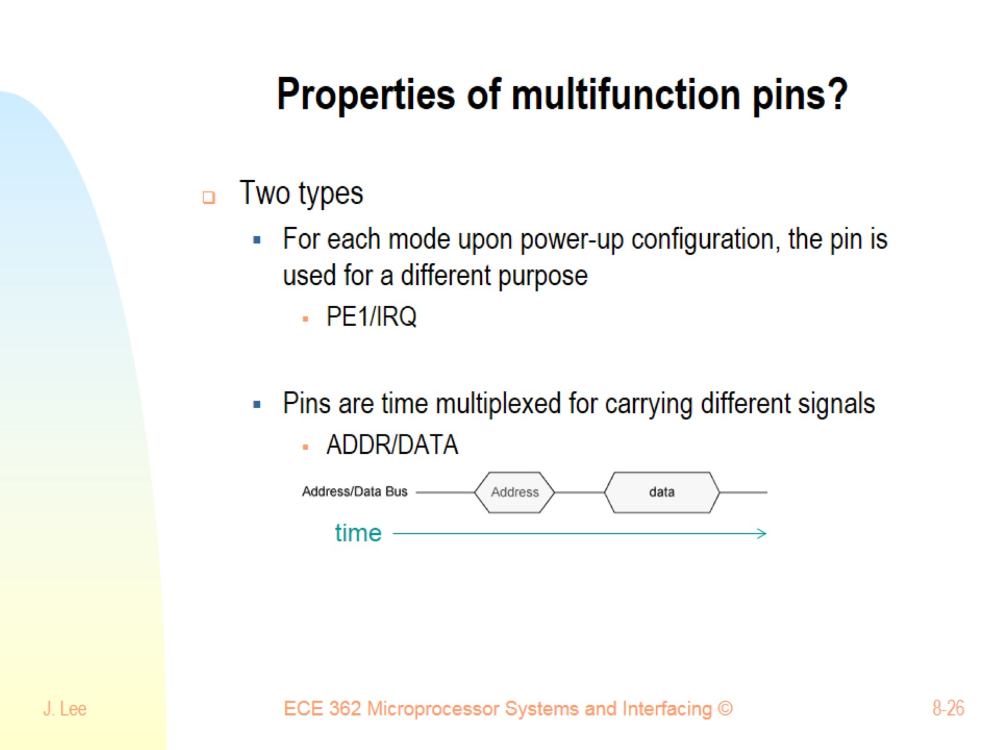 Properties of multifunction pins?
Two types
For each mode upon power-up configuration, the pin is
used for a different purpose
PE1/IRQ
Pins are time multiplexed for carrying different signals
ADDR/DATA
Address/Data Bus Address data
time
J. Lee ECE 362 Microprocessor Systems and Interfacing © 8-26